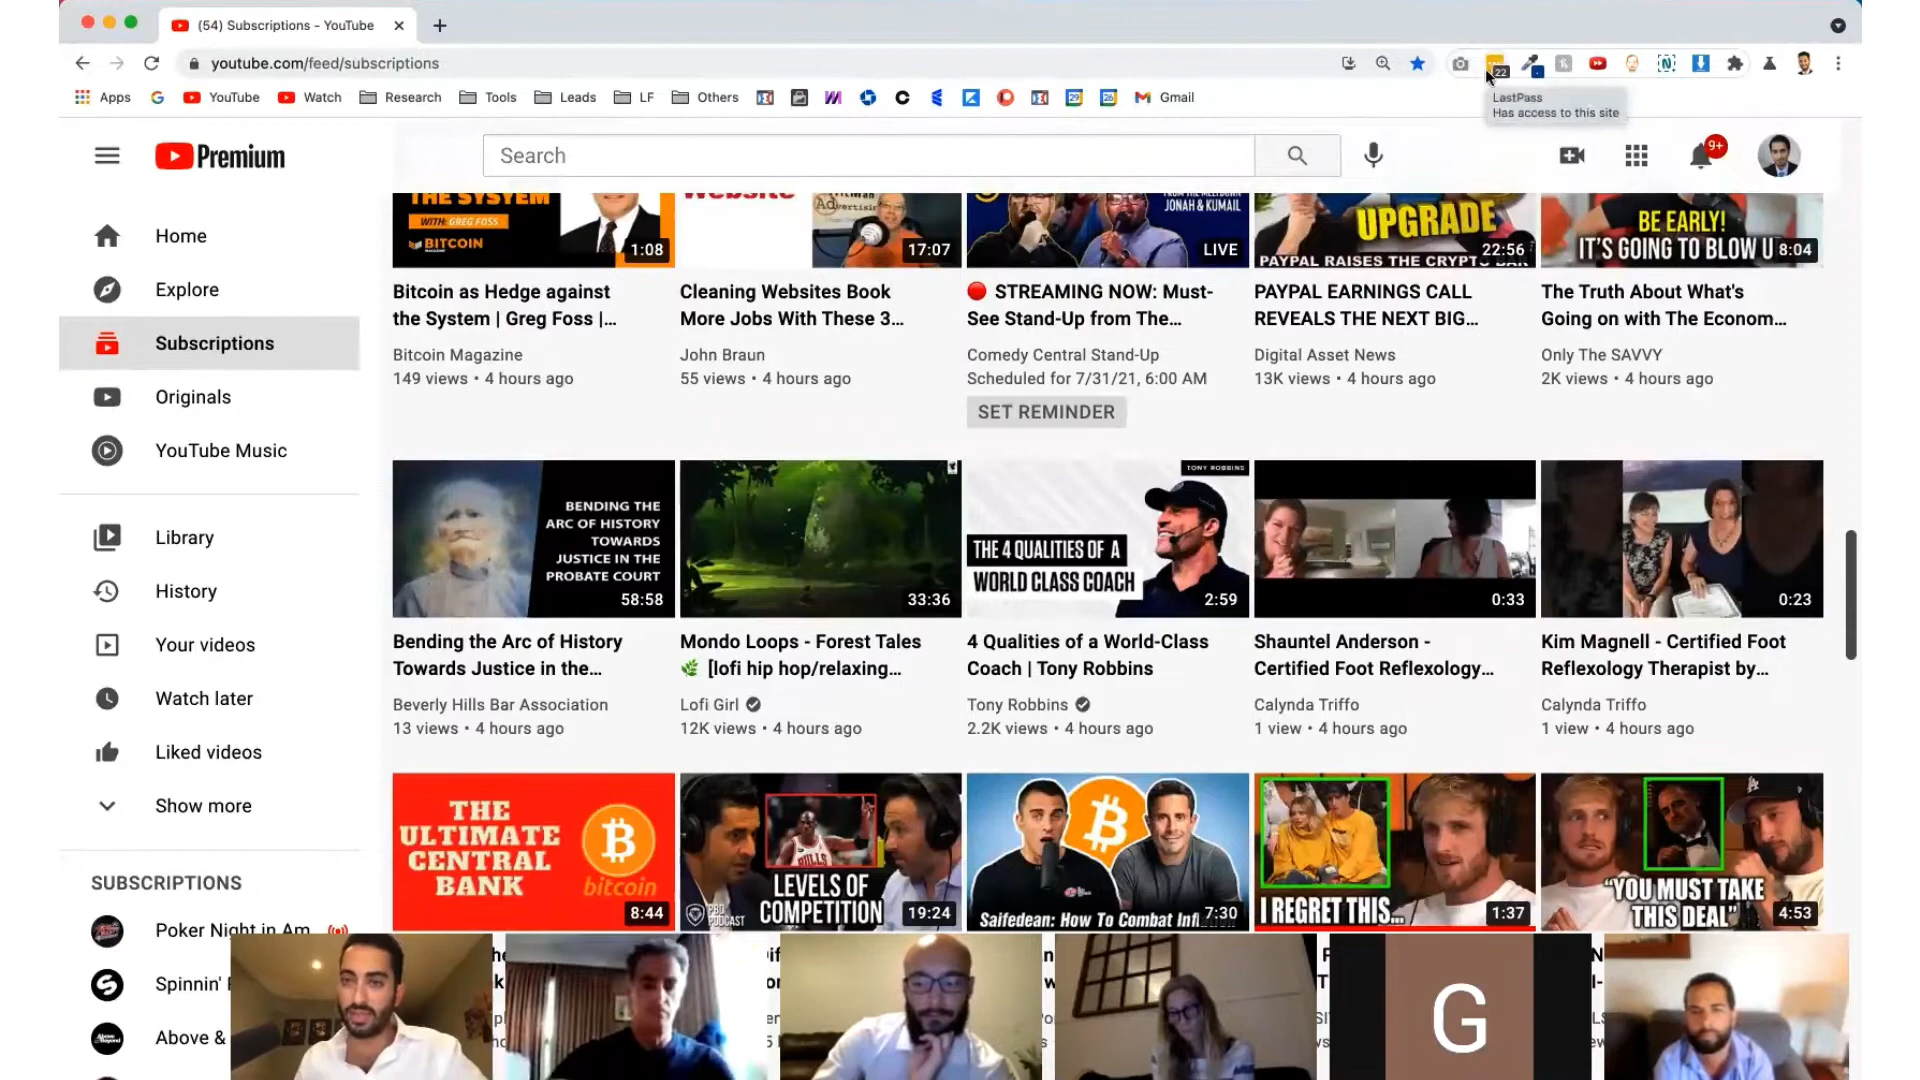 (54) Subscriptions - YouTube
youtube.com/feed/subscriptions
22
Apps
YouTube
Watch
Research
Tools
Leads
LF
Others
29
26
Gmail
LastPass
Has access to this site
Premium
Search
9+
Home
Explore
Subscriptions
Originals
YouTube Music
Library
History
Your videos
Watch later
Liked videos
Show more
SUBSCRIPTIONS
Poker Night in Am
Spinnin'
Above &
THE SYSTEM
WITH: GREG FOSS
BITCOIN
1:08
Website
Advertising
17:07
JONAH & KUMAIL
LIVE
UPGRADE
22:56
PAYPAL RAISES THE CRYPTO
BE EARLY!
IT'S GOING TO BLOW U
8:04
Bitcoin as Hedge against
the System | Greg Foss |...
Bitcoin Magazine
149 views • 4 hours ago
Cleaning Websites Book
More Jobs With These 3...
John Braun
55 views • 4 hours ago
STREAMING NOW: Must-
See Stand-Up from The...
Comedy Central Stand-Up
Scheduled for 7/31/21, 6:00 AM
SET REMINDER
PAYPAL EARNINGS CALL
REVEALS THE NEXT BIG...
Digital Asset News
13K views • 4 hours ago
The Truth About What's
Going on with The Econom...
Only The SAVVY
2K views • 4 hours ago
BENDING THE
ARC OF HISTORY
TOWARDS
JUSTICE IN THE
PROBATE COURT
58:58
33:36
TONY ROBBINS
THE 4 QUALITIES OF A
WORLD CLASS COACH
2:59
0:33
0:23
Bending the Arc of History
Towards Justice in the...
Beverly Hills Bar Association
13 views • 4 hours ago
Mondo Loops - Forest Tales
[lofi hip hop/relaxing...
Lofi Girl
12K views • 4 hours ago
4 Qualities of a World-Class
Coach | Tony Robbins
Tony Robbins
2.2K views • 4 hours ago
Shauntel Anderson -
Certified Foot Reflexology...
Calynda Triffo
1 view • 4 hours ago
Kim Magnell - Certified Foot
Reflexology Therapist by...
Calynda Triffo
1 view • 4 hours ago
THE
ULTIMATE
CENTRAL
BANK
bitcoin
8:44
BULLS
PBD
PODCAST
LEVELS OF
COMPETITION
19:24
Saifedean: How To Combat Infl
7:30
I REGRET THIS...
1:37
"YOU MUST TAKE
THIS DEAL"
4:53
G